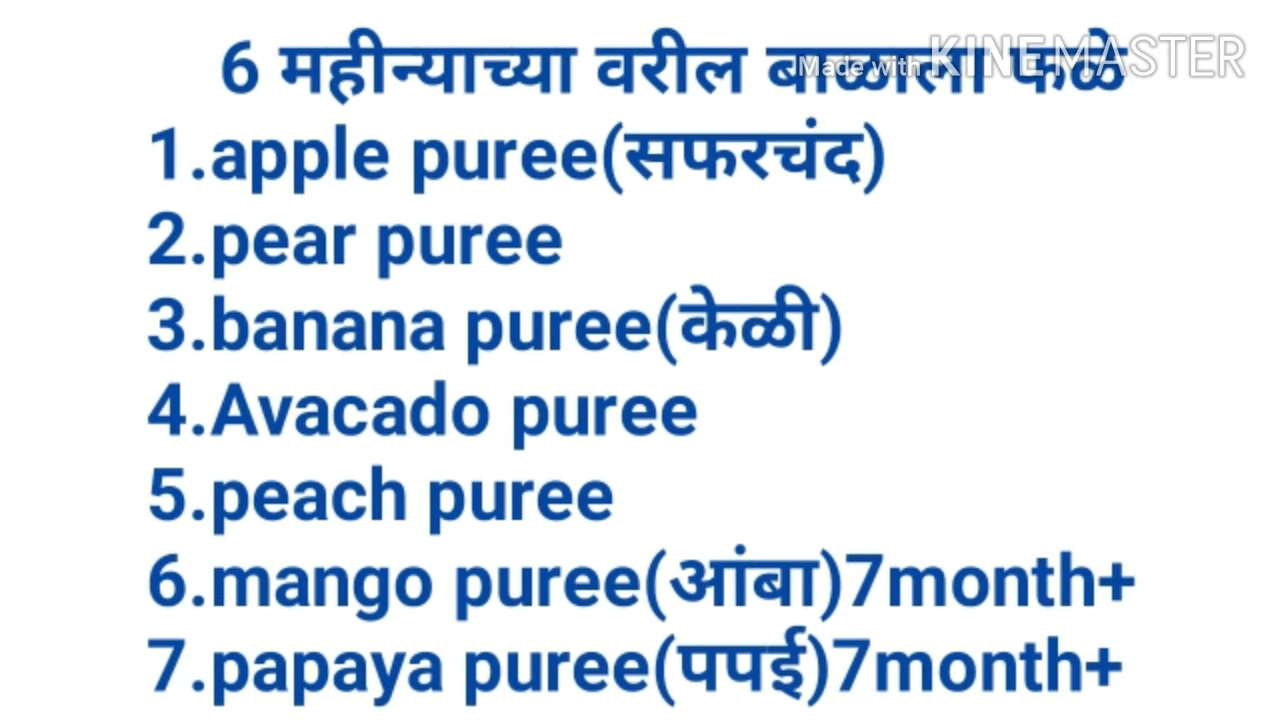 6 महीन्याच्या वरील बाळाला फळे
Made with KINEMASTER
1.apple puree(सफरचंद)
2.pear puree
3.banana puree(केळी)
4.Avacado puree
5.peach puree
6.mango puree(आंबा)7month+
7.papaya puree(पपई)7month+